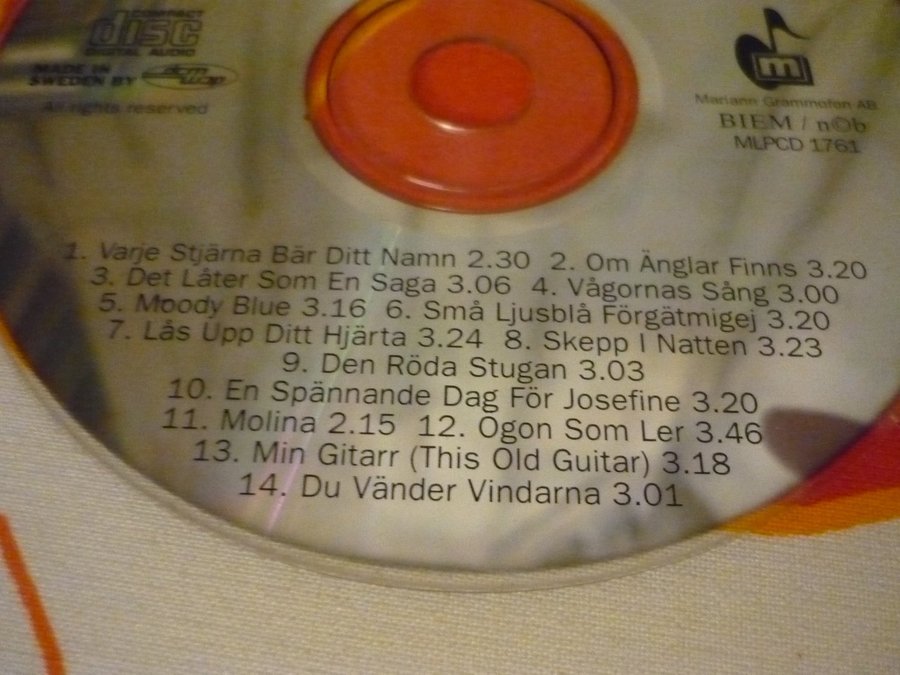 COMPACT
disc
DIGITAL AUDIO
MADE IN
SWEDEN BY
All rights reserved
m
Mariann Grammofon AB
BIEM / n©b
MLPCD 1761
1. Varje Stjärna Bär Ditt Namn 2.30 2. Om Änglar Finns 3.20
3. Det Låter Som En Saga 3.06 4. Vågornas Sång 3.00
5. Moody Blue 3.16 6. Små Ljusblå Förgätmigej 3.20
7. Lås Upp Ditt Hjärta 3.24 8. Skepp I Natten 3.23
9. Den Röda Stugan 3.03
10. En Spännande Dag För Josefine 3.20
11. Molina 2.15 12. Ögon Som Ler 3.46
13. Min Gitarr (This Old Guitar) 3.18
14. Du Vänder Vindarna 3.01